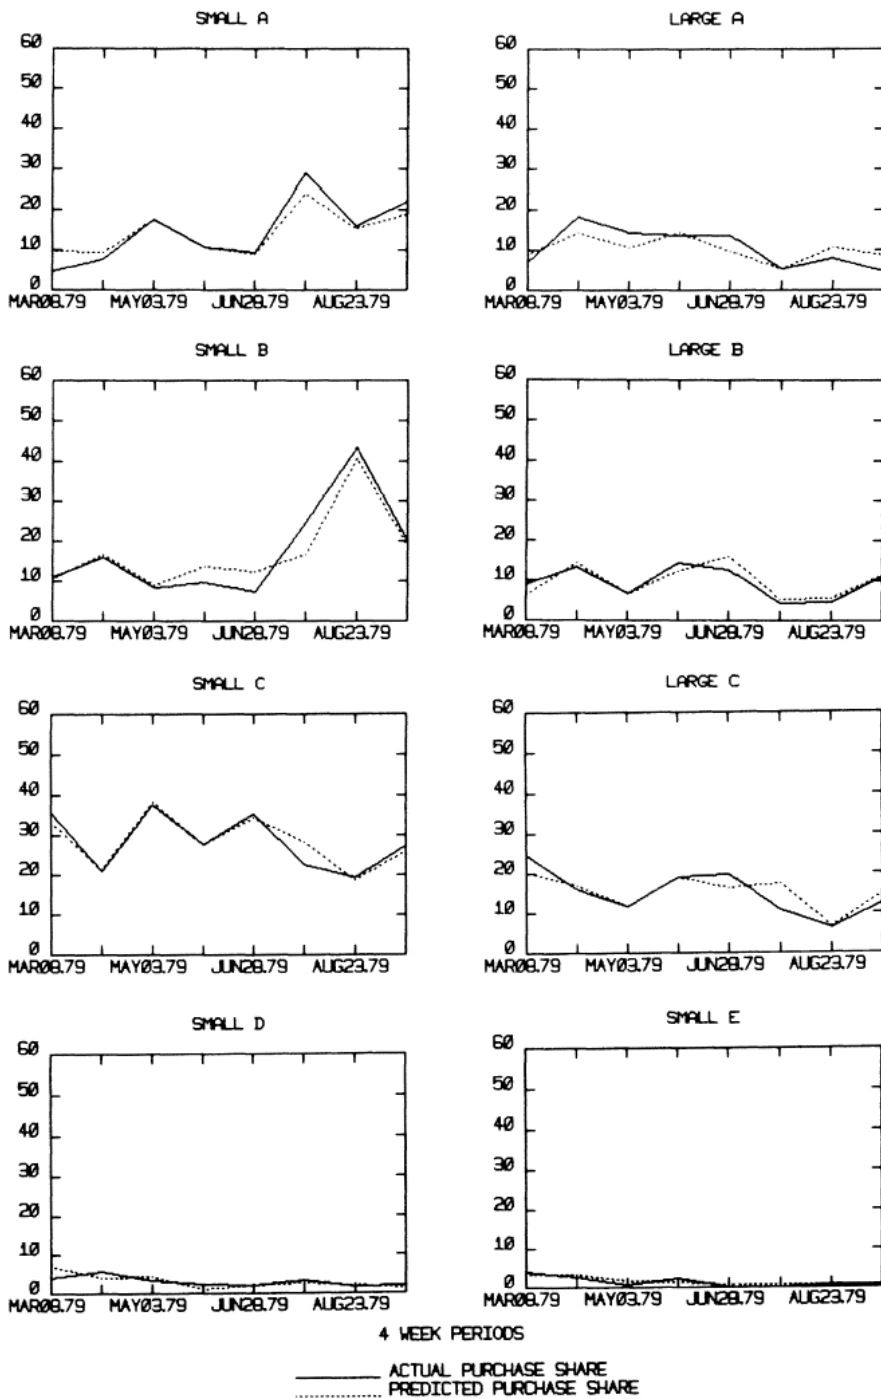 SMALL A
60
50
40
30
20
10
0
MAR08.79 MAY03.79 JUN28.79 AUG23.79
LARGE A
60
50
40
30
20
10
0
MAR08.79 MAY03.79 JUN28.79 AUG23.79
SMALL B
60
50
40
30
20
10
0
MAR08.79 MAY03.79 JUN28.79 AUG23.79
LARGE B
60
50
40
30
20
10
0
MAR08.79 MAY03.79 JUN28.79 AUG23.79
SMALL C
60
50
40
30
20
10
0
MAR08.79 MAY03.79 JUN28.79 AUG23.79
LARGE C
60
50
40
30
20
10
0
MAR08.79 MAY03.79 JUN28.79 AUG23.79
SMALL D
60
50
40
30
20
10
0
MAR08.79 MAY03.79 JUN28.79 AUG23.79
SMALL E
60
50
40
30
20
10
0
MAR08.79 MAY03.79 JUN28.79 AUG23.79
4 WEEK PERIODS
ACTUAL PURCHASE SHARE
PREDICTED PURCHASE SHARE